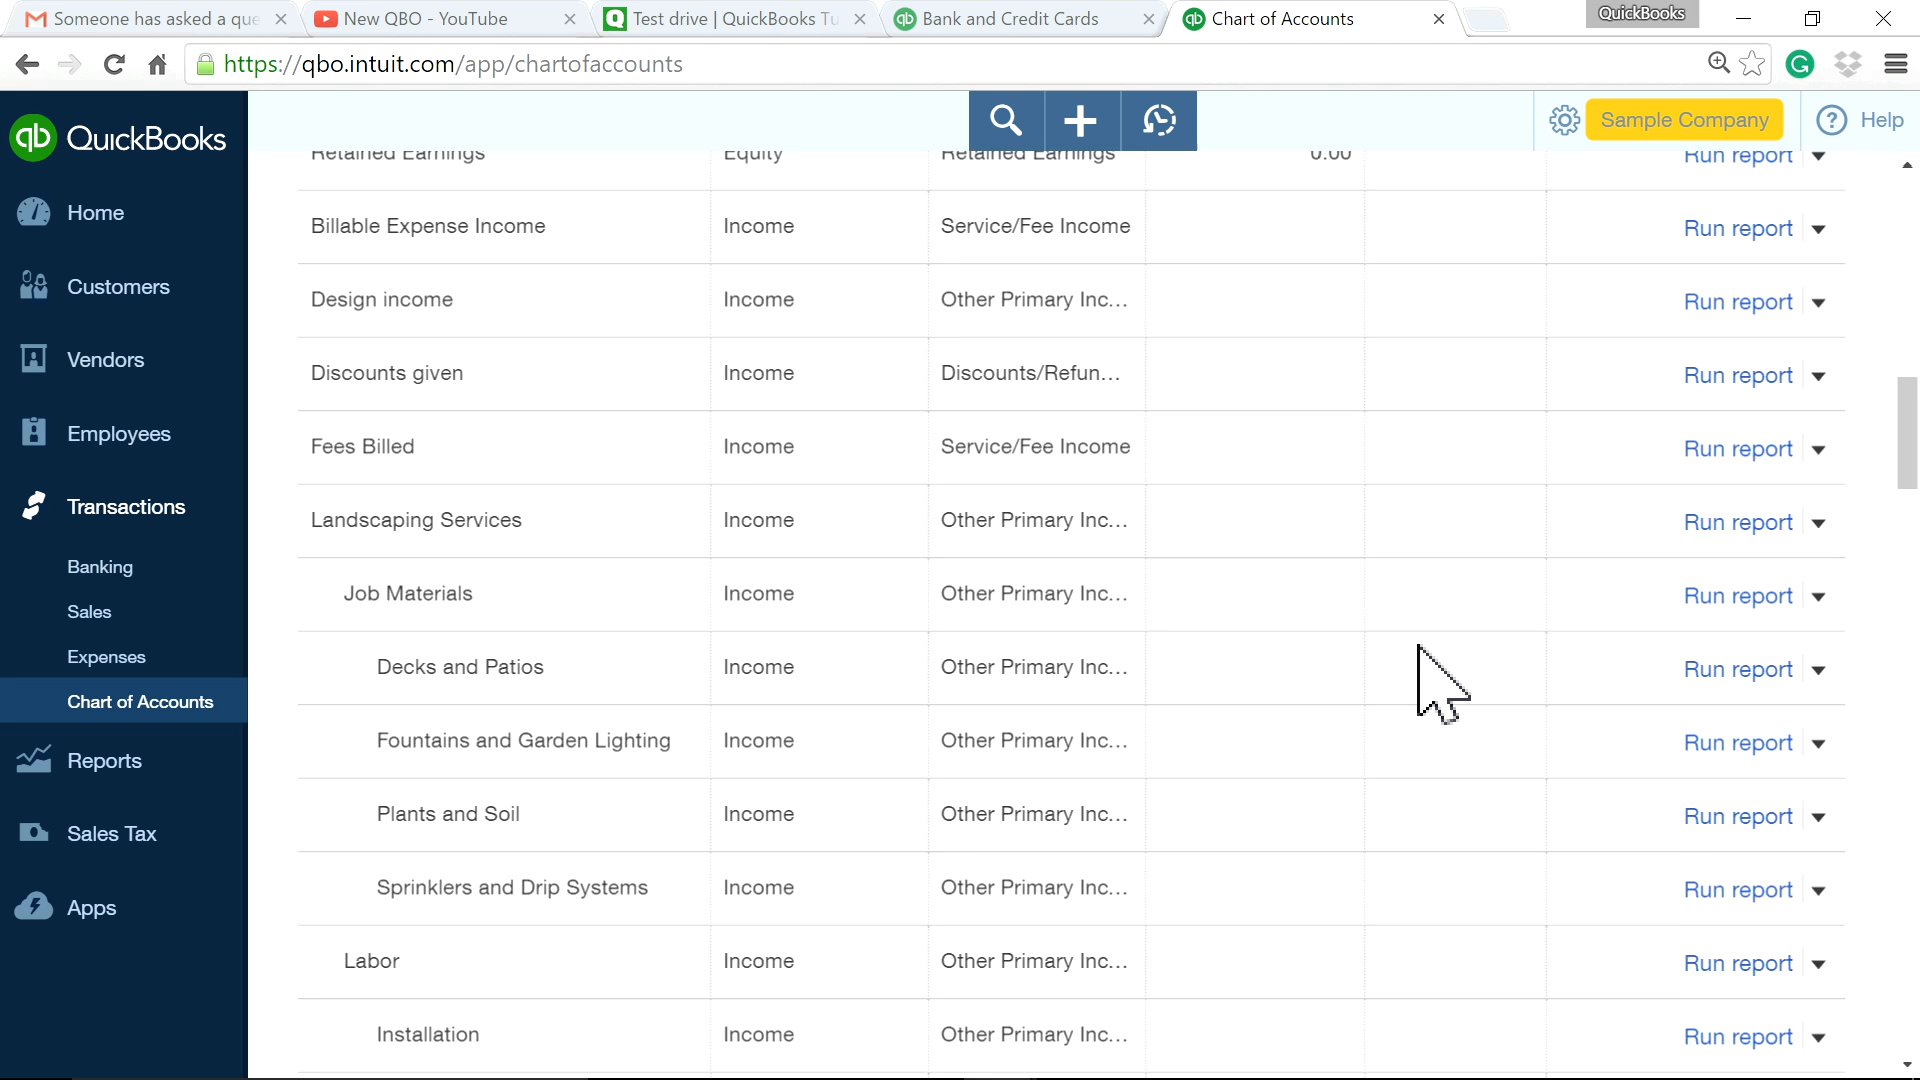 Someone has asked a que
New QBO - YouTube
Test drive | QuickBooks Tu
Bank and Credit Cards
Chart of Accounts
QuickBooks
https://qbo.intuit.com/app/chartofaccounts
qb QuickBooks
Sample Company
? Help
Home
Customers
Vendors
Employees
Transactions
Banking
Sales
Expenses
Chart of Accounts
Reports
Sales Tax
Apps
Retained Earnings Equity Retained Earnings 0.00 Run report
Billable Expense Income Income Service/Fee Income Run report
Design income Income Other Primary Inc... Run report
Discounts given Income Discounts/Refun... Run report
Fees Billed Income Service/Fee Income Run report
Landscaping Services Income Other Primary Inc... Run report
Job Materials Income Other Primary Inc... Run report
Decks and Patios Income Other Primary Inc... Run report
Fountains and Garden Lighting Income Other Primary Inc... Run report
Plants and Soil Income Other Primary Inc... Run report
Sprinklers and Drip Systems Income Other Primary Inc... Run report
Labor Income Other Primary Inc... Run report
Installation Income Other Primary Inc... Run report